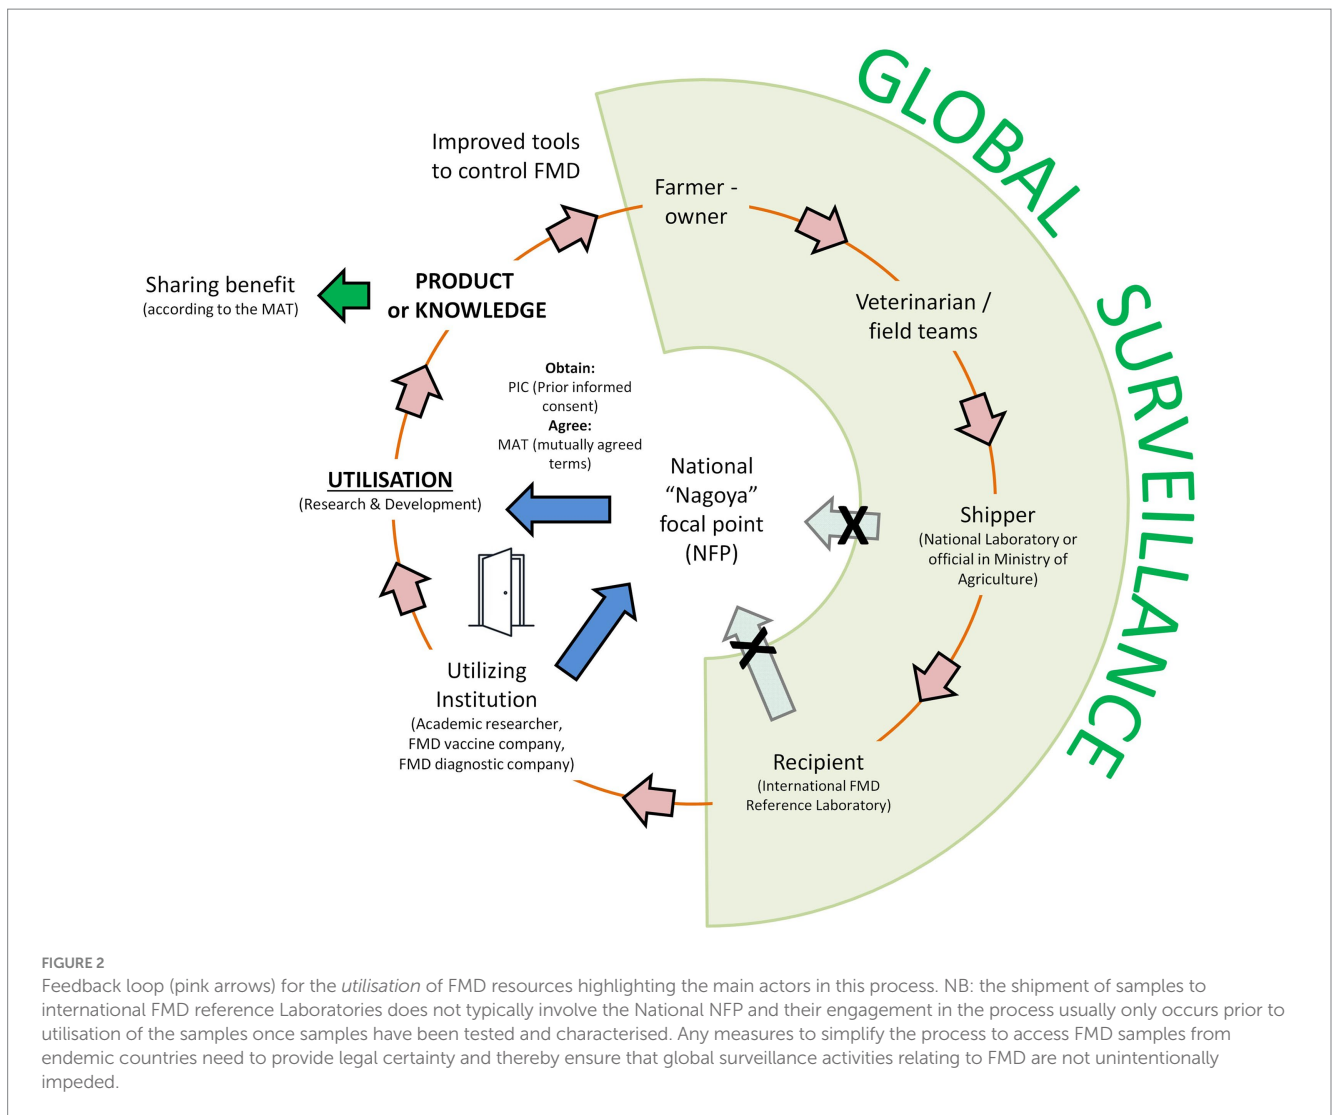 GLOBAL SURVEILLANCE
Improved tools
to control FMD
Farmer -
owner
Sharing benefit
(according to the MAT)
PRODUCT
or KNOWLEDGE
Veterinarian /
field teams
Obtain:
PIC (Prior informed
consent)
Agree:
MAT (mutually agreed
terms)
UTILISATION
(Research & Development)
National
“Nagoya”
focal point
(NFP)
X
Shipper
(National Laboratory or
official in Ministry of
Agriculture)
X
Utilizing
Institution
(Academic researcher,
FMD vaccine company,
FMD diagnostic company)
Recipient
(International FMD
Reference Laboratory)
FIGURE 2
Feedback loop (pink arrows) for the utilisation of FMD resources highlighting the main actors in this process. NB: the shipment of samples to
international FMD reference Laboratories does not typically involve the National NFP and their engagement in the process usually only occurs prior to
utilisation of the samples once samples have been tested and characterised. Any measures to simplify the process to access FMD samples from
endemic countries need to provide legal certainty and thereby ensure that global surveillance activities relating to FMD are not unintentionally
impeded.